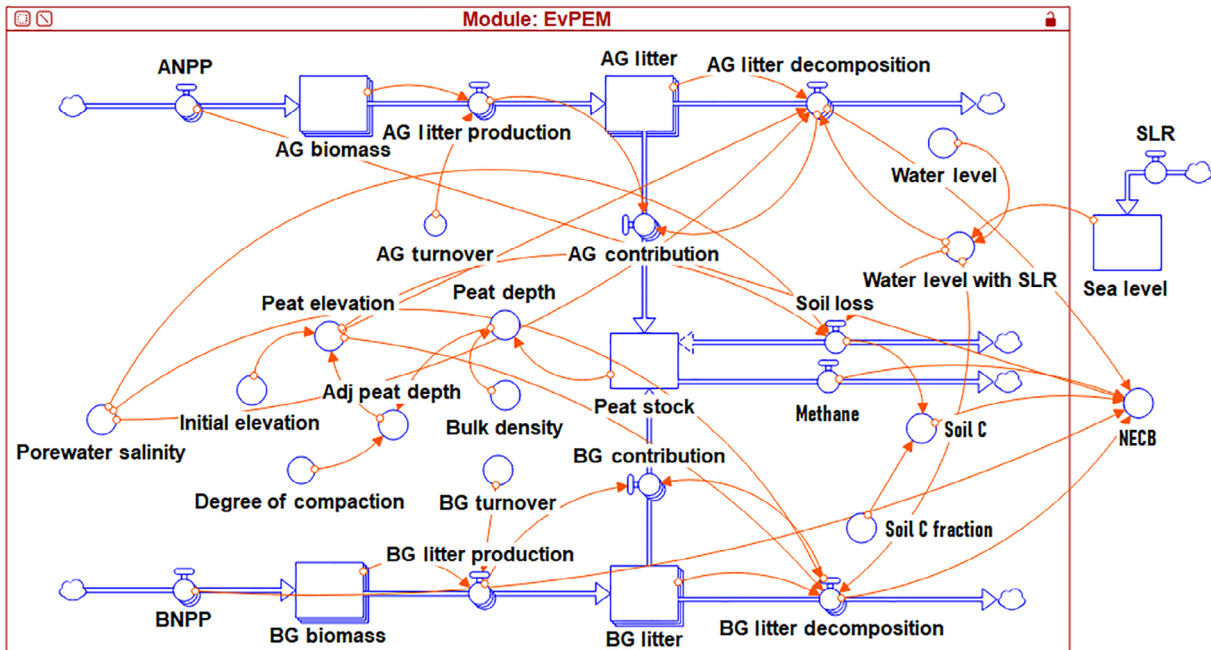 Module: EvPEM
ANPP
AG litter
AG litter decomposition
AG litter production
AG biomass
SLR
Water level
AG turnover
AG contribution
Water level with SLR
Sea level
Peat elevation
Peat depth
Soil loss
Adj peat depth
Initial elevation
Bulk density
Peat stock
Methane
Soil C
NECB
Porewater salinity
BG contribution
Degree of compaction
BG turnover
Soil C fraction
BG litter production
BNPP
BG biomass
BG litter
BG litter decomposition